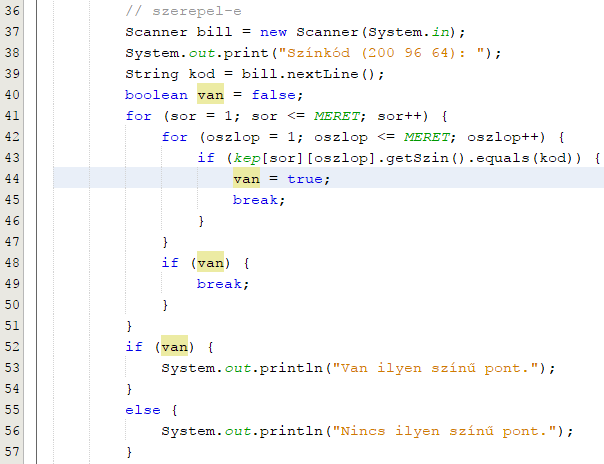 36 // szerepel-e
37 Scanner bill = new Scanner(System.in);
38 System.out.print("Színkód (200 96 64): ");
39 String kod = bill.nextLine();
40 boolean van = false;
41 for (sor = 1; sor <= MERET; sor++) {
42 for (oszlop = 1; oszlop <= MERET; oszlop++) {
43 if (kep[sor][oszlop].getSzin().equals(kod)) {
44 van = true;
45 break;
46 }
47 }
48 if (van) {
49 break;
50 }
51 }
52 if (van) {
53 System.out.println("Van ilyen színű pont.");
54 }
55 else {
56 System.out.println("Nincs ilyen színű pont.");
57 }